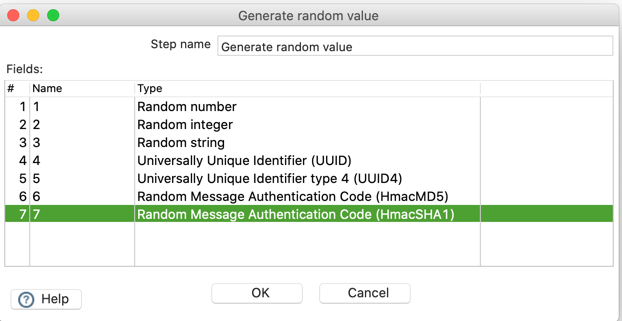 Generate random value
Step name Generate random value
Fields:
# Name Type
1 1 Random number
2 2 Random integer
3 3 Random string
4 4 Universally Unique Identifier (UUID)
5 5 Universally Unique Identifier type 4 (UUID4)
6 6 Random Message Authentication Code (HmacMD5)
7 7 Random Message Authentication Code (HmacSHA1)
? Help OK Cancel